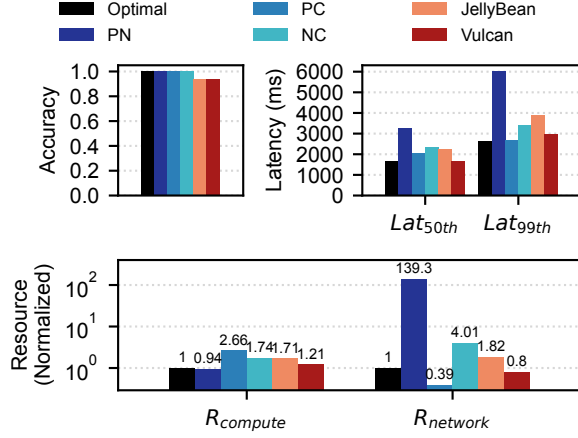 Optimal PC JellyBean
PN NC Vulcan
Accuracy
1.0
0.8
0.6
0.4
0.2
0.0
Latency (ms)
6000
5000
4000
3000
2000
1000
0
Lat50th Lat99th
Resource
(Normalized)
10²
10¹
10⁰
1 0.94 2.66 1.74 1.71 1.21
1 139.3 0.39 4.01 1.82 0.8
Rcompute Rnetwork